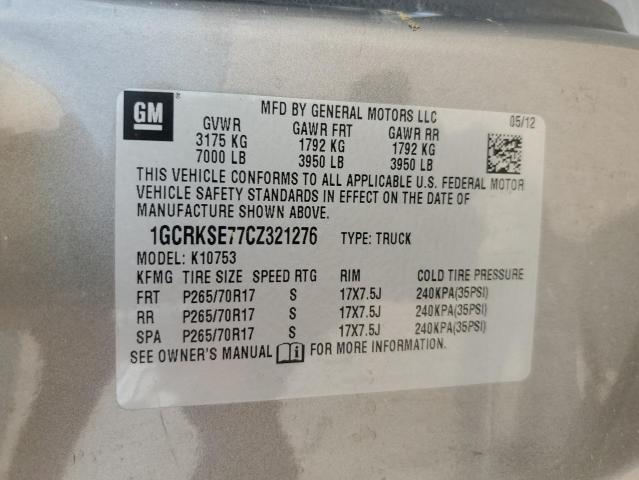 GM
MFD BY GENERAL MOTORS LLC
05/12
GVWR GAWR FRT GAWR RR
3175 KG 1792 KG 1792 KG
7000 LB 3950 LB 3950 LB
THIS VEHICLE CONFORMS TO ALL APPLICABLE U.S. FEDERAL MOTOR
VEHICLE SAFETY STANDARDS IN EFFECT ON THE DATE OF
MANUFACTURE SHOWN ABOVE.
1GCRKSE77CZ321276 TYPE: TRUCK
MODEL: K10753
KFMG TIRE SIZE SPEED RTG RIM COLD TIRE PRESSURE
FRT P265/70R17 S 17X7.5J 240KPA(35PSI)
RR P265/70R17 S 17X7.5J 240KPA(35PSI)
SPA P265/70R17 S 17X7.5J 240KPA(35PSI)
SEE OWNER'S MANUAL FOR MORE INFORMATION.